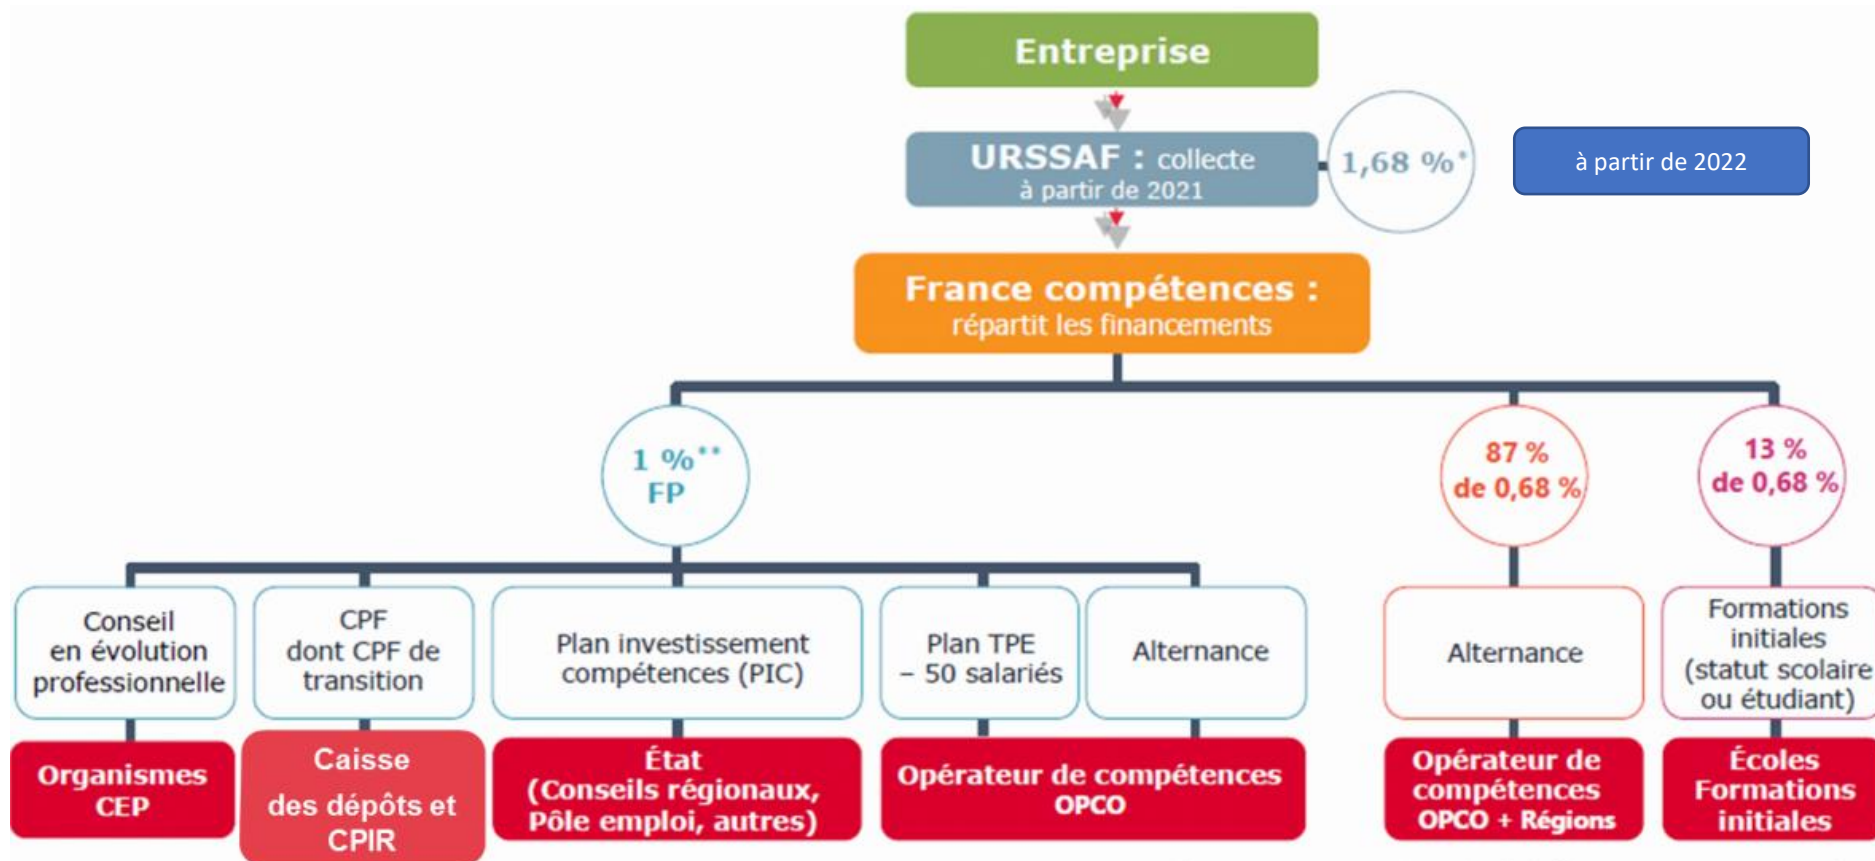 Entreprise
URSSAF : collecte
à partir de 2021
1,68 %*
à partir de 2022
France compétences :
répartit les financements
1 %**
FP
87 %
de 0,68 %
13 %
de 0,68 %
Conseil
en évolution
professionnelle
CPF
dont CPF de
transition
Plan investissement
compétences (PIC)
Plan TPE
– 50 salariés
Alternance
Alternance
Formations
initiales
(statut scolaire
ou étudiant)
Organismes
CEP
Caisse
des dépôts et
CPIR
État
(Conseils régionaux,
Pôle emploi, autres)
Opérateur de compétences
OPCO
Opérateur de
compétences
OPCO + Régions
Écoles
Formations
initiales